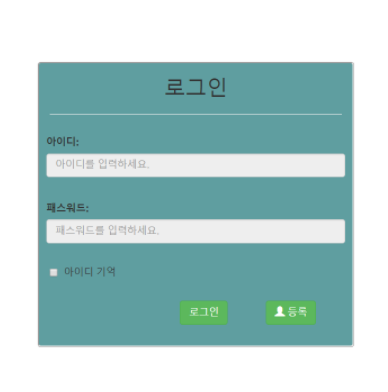 로그인
아이디:
아이디를 입력하세요.
패스워드:
패스워드를 입력하세요.
아이디 기억
로그인 등록